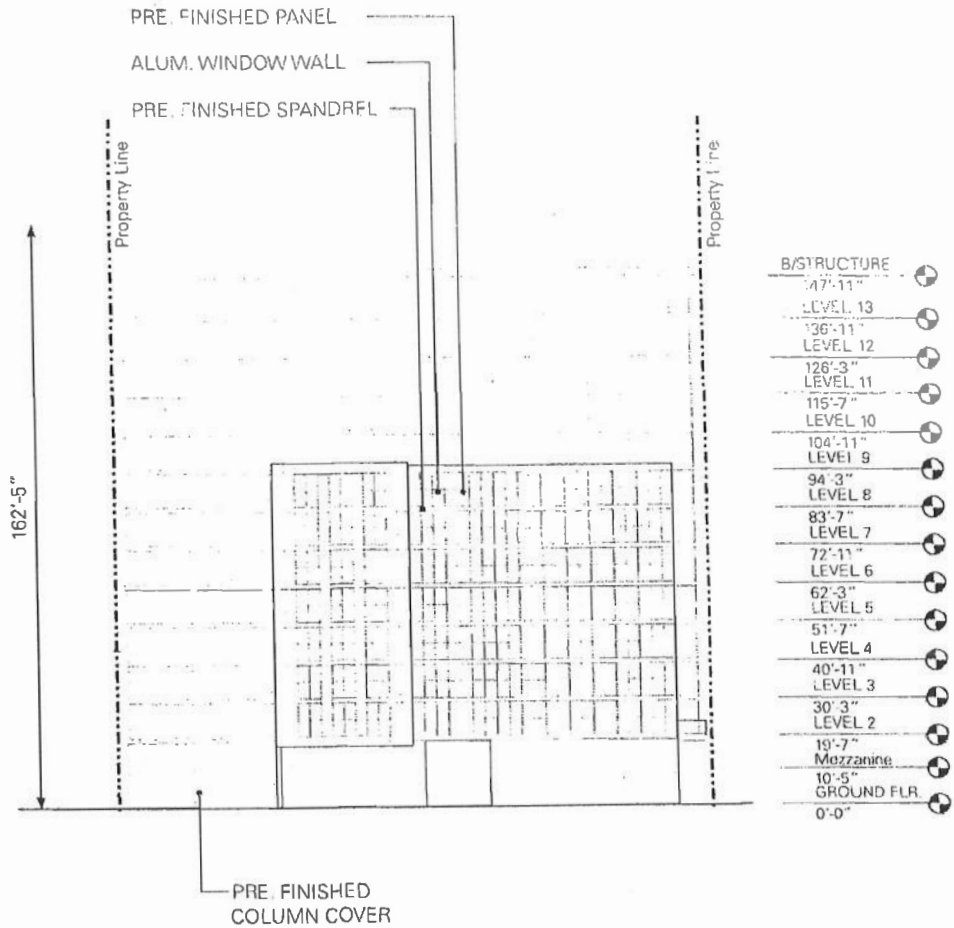 PRE. FINISHED PANEL
ALUM. WINDOW WALL
PRE. FINISHED SPANDREL
Property Line
Property Line
162'-5"
B/STRUCTURE
147'-11"
LEVEL 13
136'-11"
LEVEL 12
126'-3"
LEVEL 11
115'-7"
LEVEL 10
104'-11"
LEVEL 9
94'-3"
LEVEL 8
83'-7"
LEVEL 7
72'-11"
LEVEL 6
62'-3"
LEVEL 5
51'-7"
LEVEL 4
40'-11"
LEVEL 3
30'-3"
LEVEL 2
19'-7"
Mezzanine
10'-5"
GROUND FLR.
0'-0"
PRE. FINISHED
COLUMN COVER